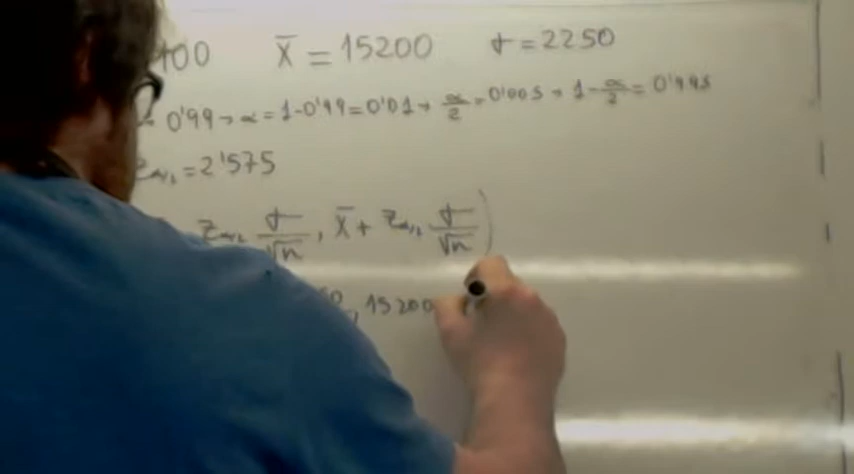 100 X̄ = 15200 σ = 2250
0'99 → α = 1-0'99 = 0'01 → α/2 = 0'005 → 1 - α/2 = 0'995
Zα/2 = 2'575
Zα/2 σ/√n , X̄ + Zα/2 σ/√n )
, 15200